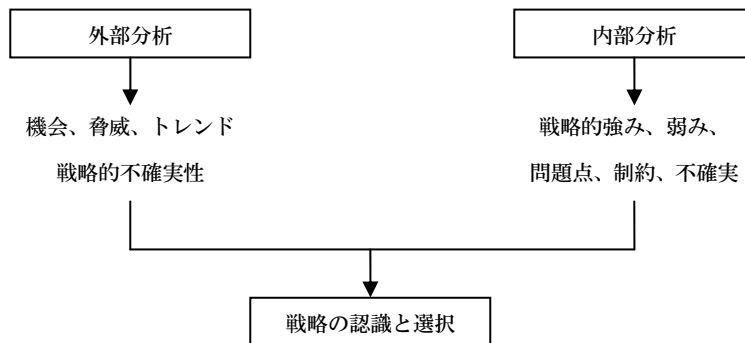 外部分析
内部分析
機会、脅威、トレンド
戦略的不確実性
戦略的強み、弱み、
問題点、制約、不確実
戦略の認識と選択